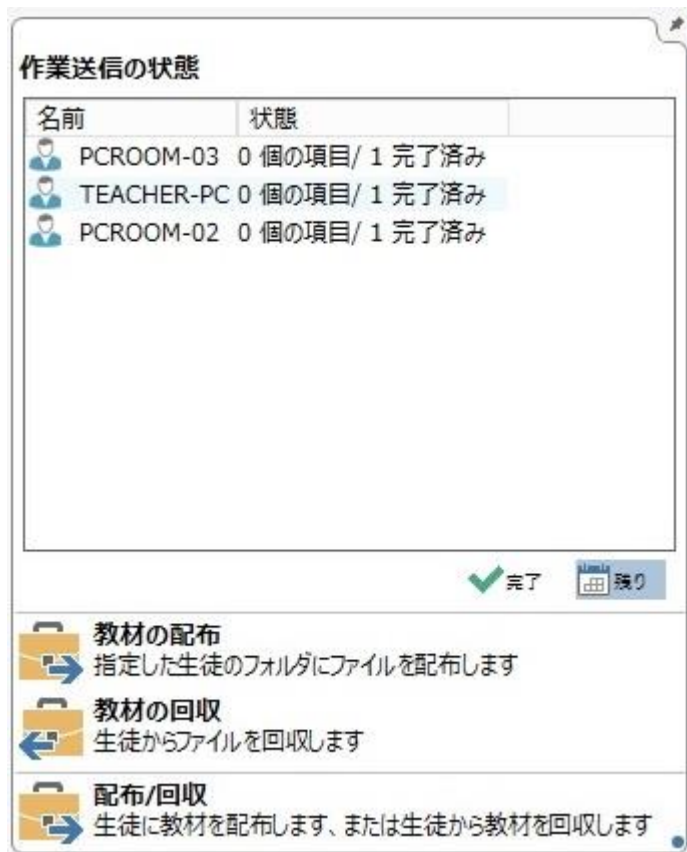 作業送信の状態
名前 状態
PCROOM-03 0 個の項目/ 1 完了済み
TEACHER-PC 0 個の項目/ 1 完了済み
PCROOM-02 0 個の項目/ 1 完了済み
完了 残り
教材の配布
指定した生徒のフォルダにファイルを配布します
教材の回収
生徒からファイルを回収します
配布/回収
生徒に教材を配布します、または生徒から教材を回収します